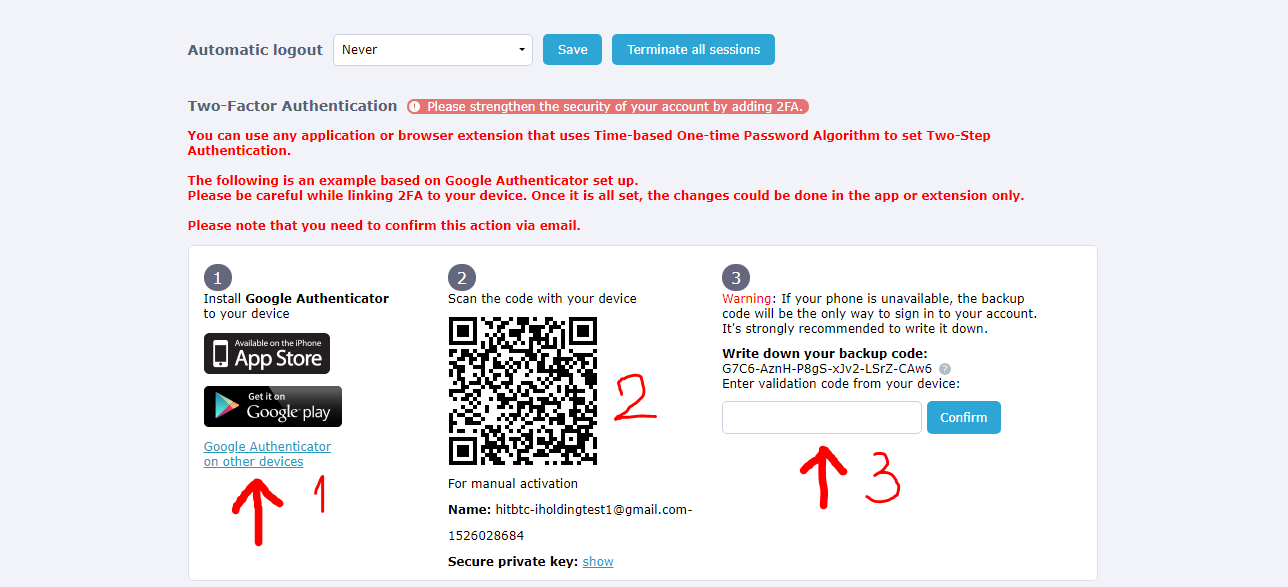 Automatic logout Never Save Terminate all sessions
Two-Factor Authentication ! Please strengthen the security of your account by adding 2FA.
You can use any application or browser extension that uses Time-based One-time Password Algorithm to set Two-Step
Authentication.
The following is an example based on Google Authenticator set up.
Please be careful while linking 2FA to your device. Once it is all set, the changes could be done in the app or extension only.
Please note that you need to confirm this action via email.
1
Install Google Authenticator
to your device
Available on the iPhone
App Store
Get it on
Google play
Google Authenticator
on other devices
1
2
Scan the code with your device
2
For manual activation
Name: hitbtc-iholdingtest1@gmail.com-
1526028684
Secure private key: show
3
Warning: If your phone is unavailable, the backup
code will be the only way to sign in to your account.
It's strongly recommended to write it down.
Write down your backup code:
G7C6-AznH-P8gS-xJv2-LSrZ-CAw6 ?
Enter validation code from your device:
Confirm
3